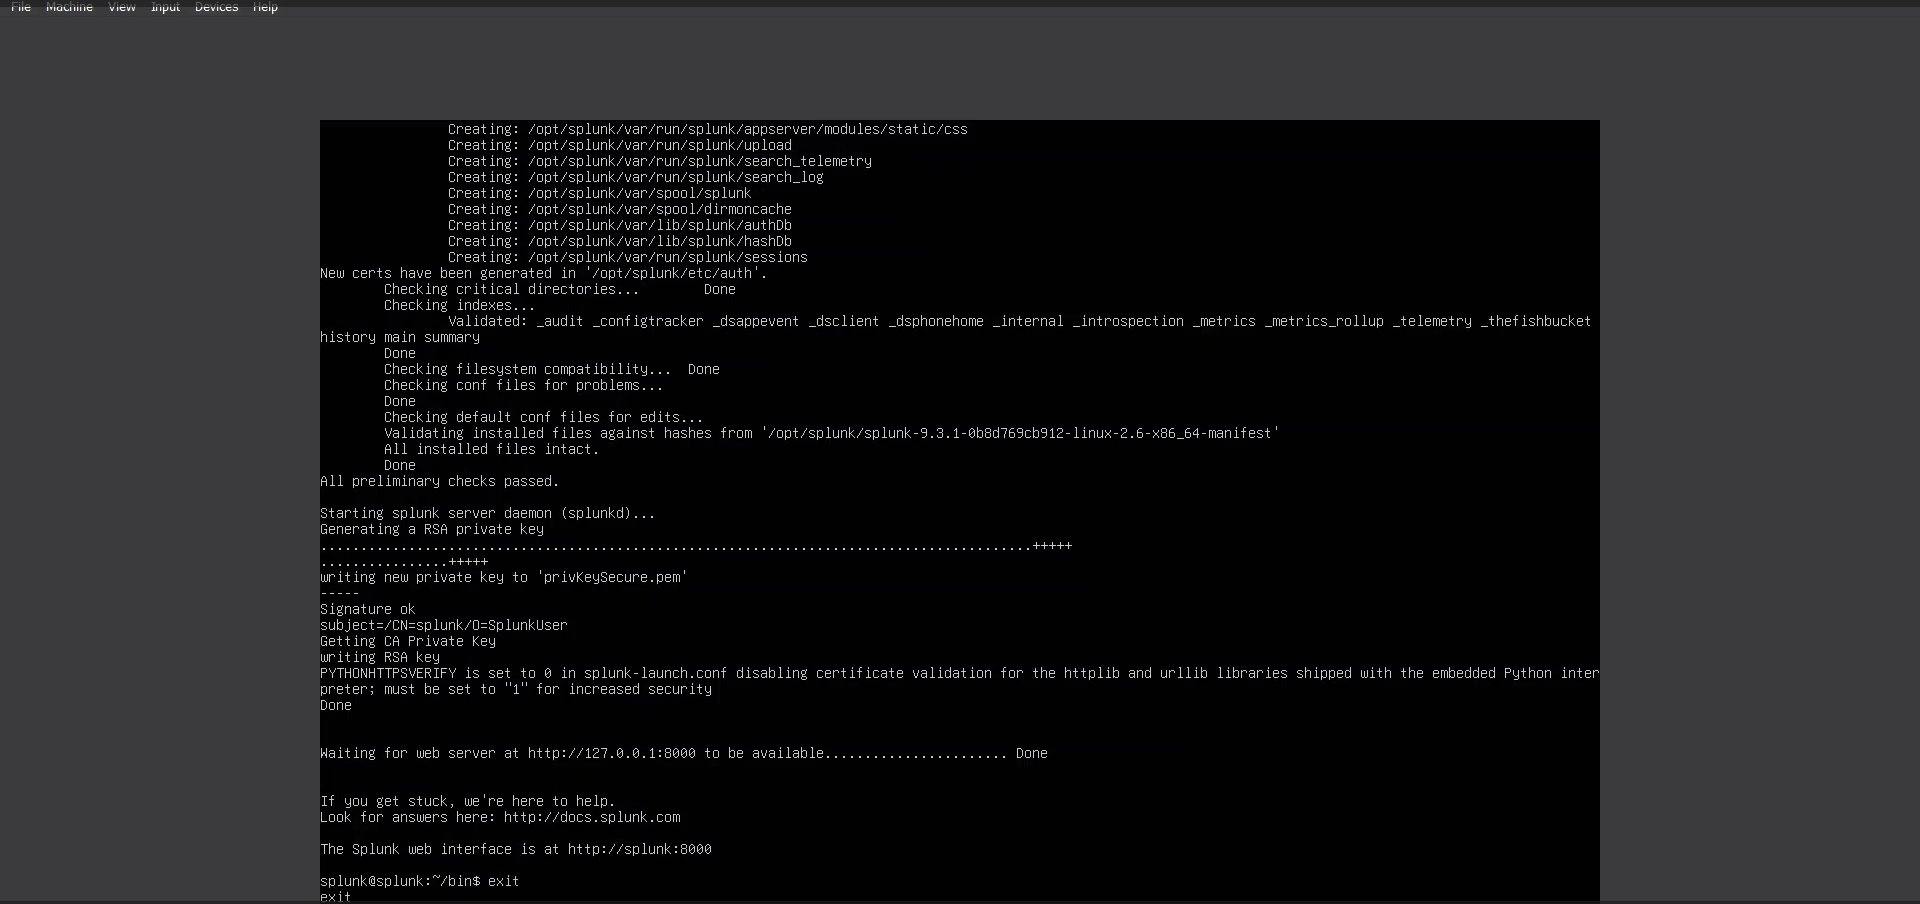 File Machine View Input Devices Help
Creating: /opt/splunk/var/run/splunk/appserver/modules/static/css
Creating: /opt/splunk/var/run/splunk/upload
Creating: /opt/splunk/var/run/splunk/search_telemetry
Creating: /opt/splunk/var/run/splunk/search_log
Creating: /opt/splunk/var/spool/splunk
Creating: /opt/splunk/var/spool/dirmoncache
Creating: /opt/splunk/var/lib/splunk/authDb
Creating: /opt/splunk/var/lib/splunk/hashDb
Creating: /opt/splunk/var/run/splunk/sessions
New certs have been generated in '/opt/splunk/etc/auth'.
Checking critical directories... Done
Checking indexes...
Validated: _audit _configtracker _dsappevent _dsclient _dsphonehome _internal _introspection _metrics _metrics_rollup _telemetry _thefishbucket
history main summary
Done
Checking filesystem compatibility... Done
Checking conf files for problems...
Done
Checking default conf files for edits...
Validating installed files against hashes from '/opt/splunk/splunk-9.3.1-0b8d769cb912-linux-2.6-x86_64-manifest'
All installed files intact.
Done
All preliminary checks passed.
Starting splunk server daemon (splunkd)...
Generating a RSA private key
.........................................................................................+++++
................+++++
writing new private key to 'privKeySecure.pem'
-----
Signature ok
subject=/CN=splunk/O=SplunkUser
Getting CA Private Key
writing RSA key
PYTHONHTTPSVERIFY is set to 0 in splunk-launch.conf disabling certificate validation for the httplib and urllib libraries shipped with the embedded Python inter
preter; must be set to "1" for increased security
Done
Waiting for web server at http://127.0.0.1:8000 to be available....................... Done
If you get stuck, we're here to help.
Look for answers here: http://docs.splunk.com
The Splunk web interface is at http://splunk:8000
splunk@splunk:~/bin$ exit
exit